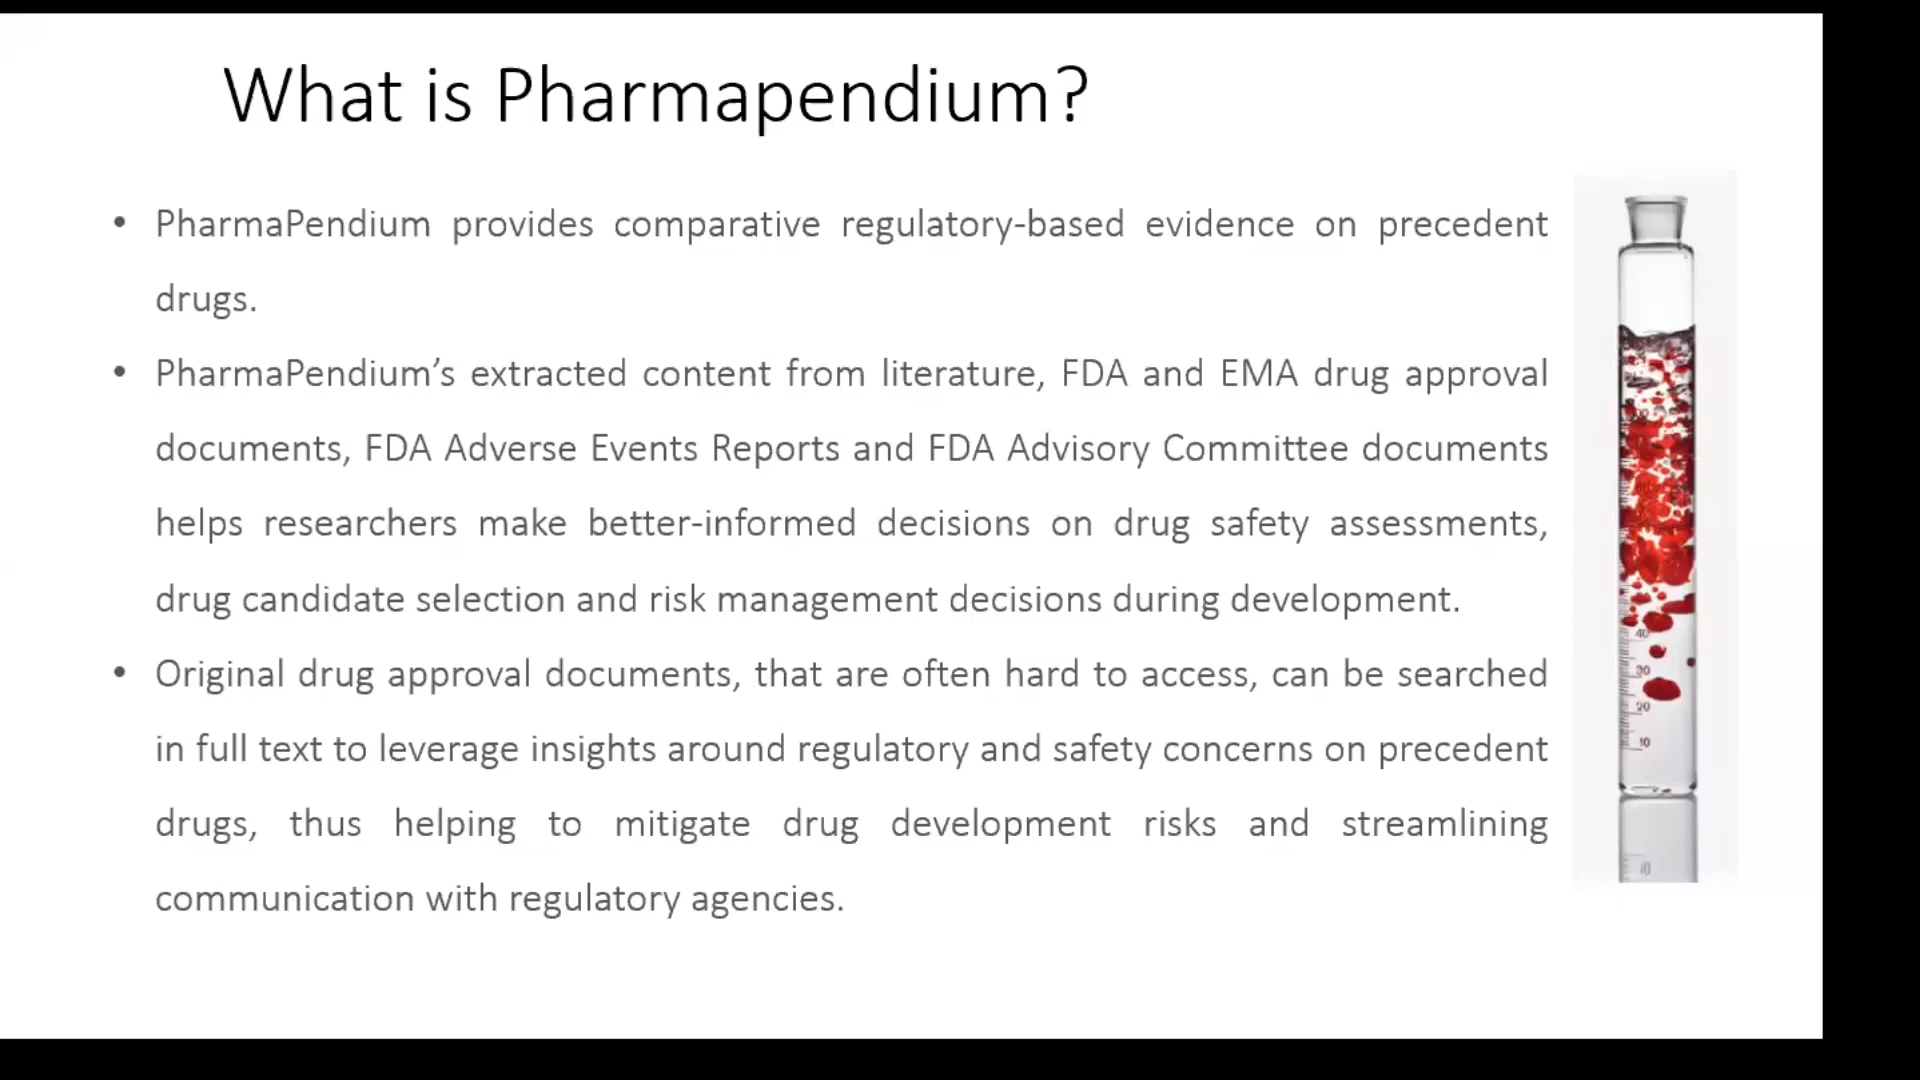 What is Pharmapendium?
• PharmaPendium provides comparative regulatory-based evidence on precedent
drugs.
• PharmaPendium’s extracted content from literature, FDA and EMA drug approval
documents, FDA Adverse Events Reports and FDA Advisory Committee documents
helps researchers make better-informed decisions on drug safety assessments,
drug candidate selection and risk management decisions during development.
• Original drug approval documents, that are often hard to access, can be searched
in full text to leverage insights around regulatory and safety concerns on precedent
drugs, thus helping to mitigate drug development risks and streamlining
communication with regulatory agencies.
40
30
20
10